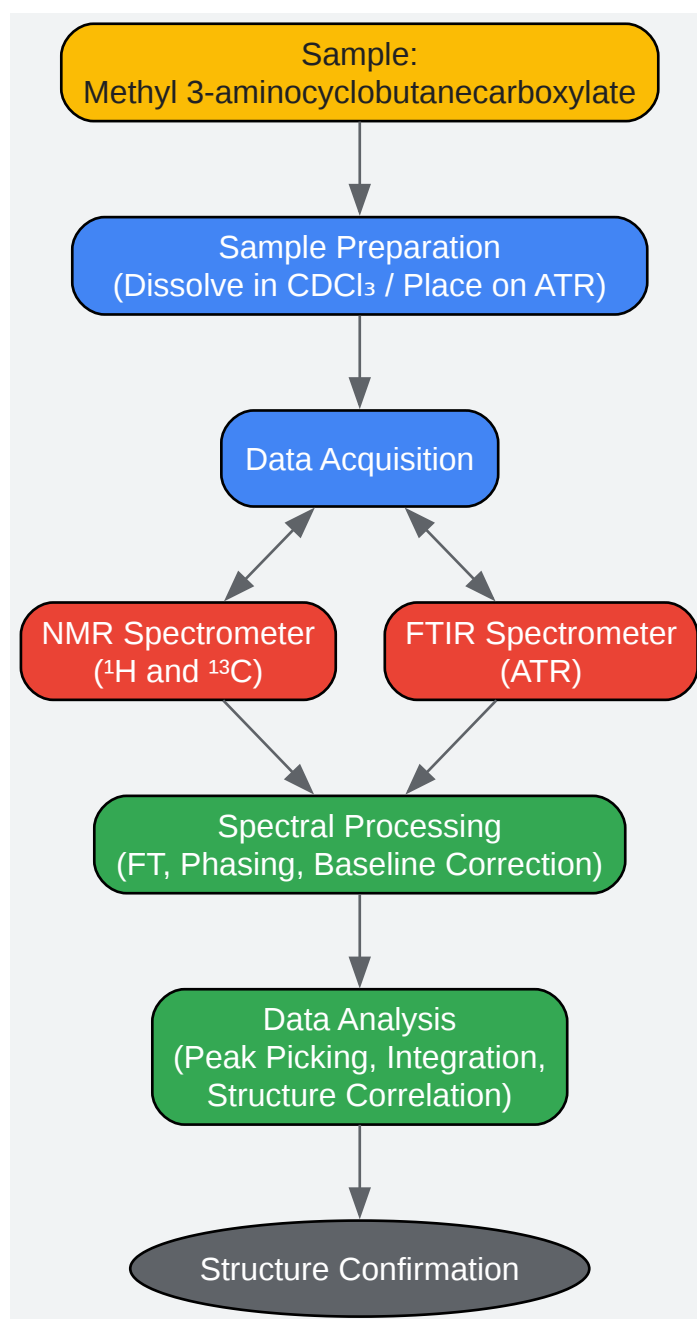 Sample:
Methyl 3-aminocyclobutanecarboxylate
Sample Preparation
(Dissolve in CDCl₃ / Place on ATR)
Data Acquisition
NMR Spectrometer
(¹H and ¹³C)
FTIR Spectrometer
(ATR)
Spectral Processing
(FT, Phasing, Baseline Correction)
Data Analysis
(Peak Picking, Integration,
Structure Correlation)
Structure Confirmation